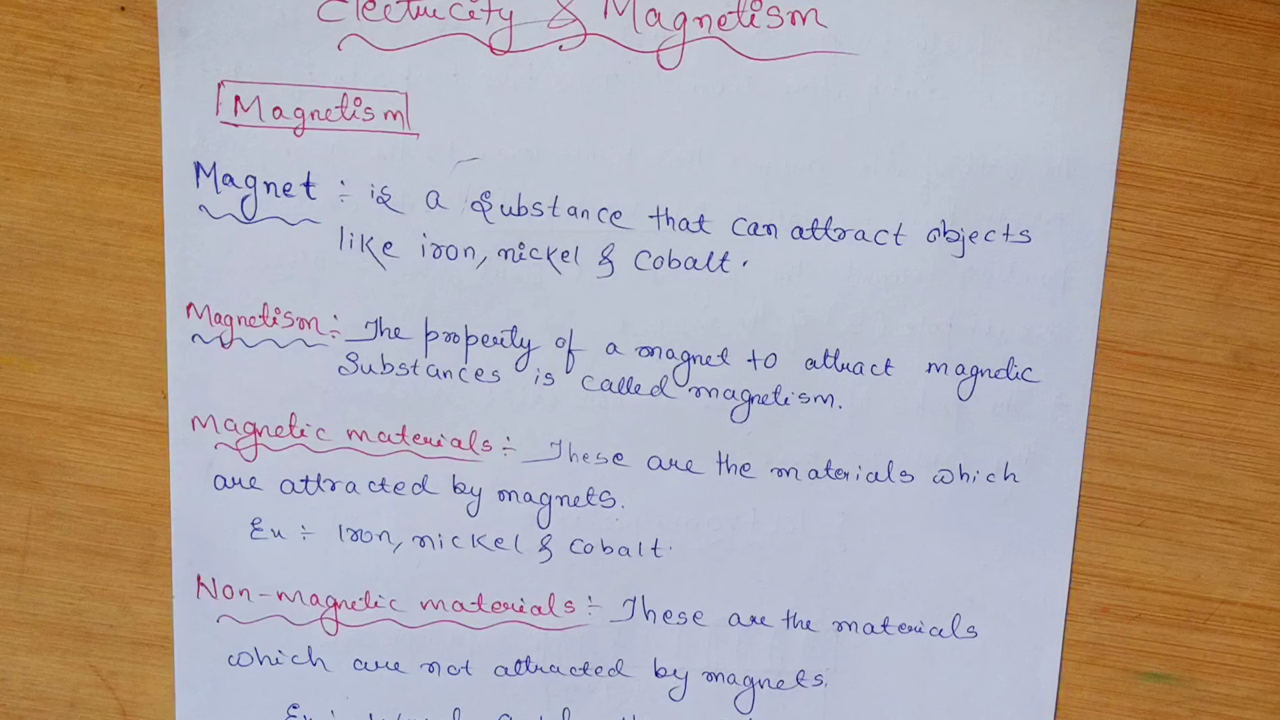 Electricity & Magnetism
Magnetism
Magnet :- is a substance that can attract objects
like iron, nickel & cobalt.
Magnetism :- The property of a magnet to attract magnetic
Substances is called magnetism.
Magnetic materials :- These are the materials which
are attracted by magnets.
Ex :- Iron, nickel & cobalt.
Non-magnetic materials :- These are the materials
which are not attracted by magnets.
Ex :-